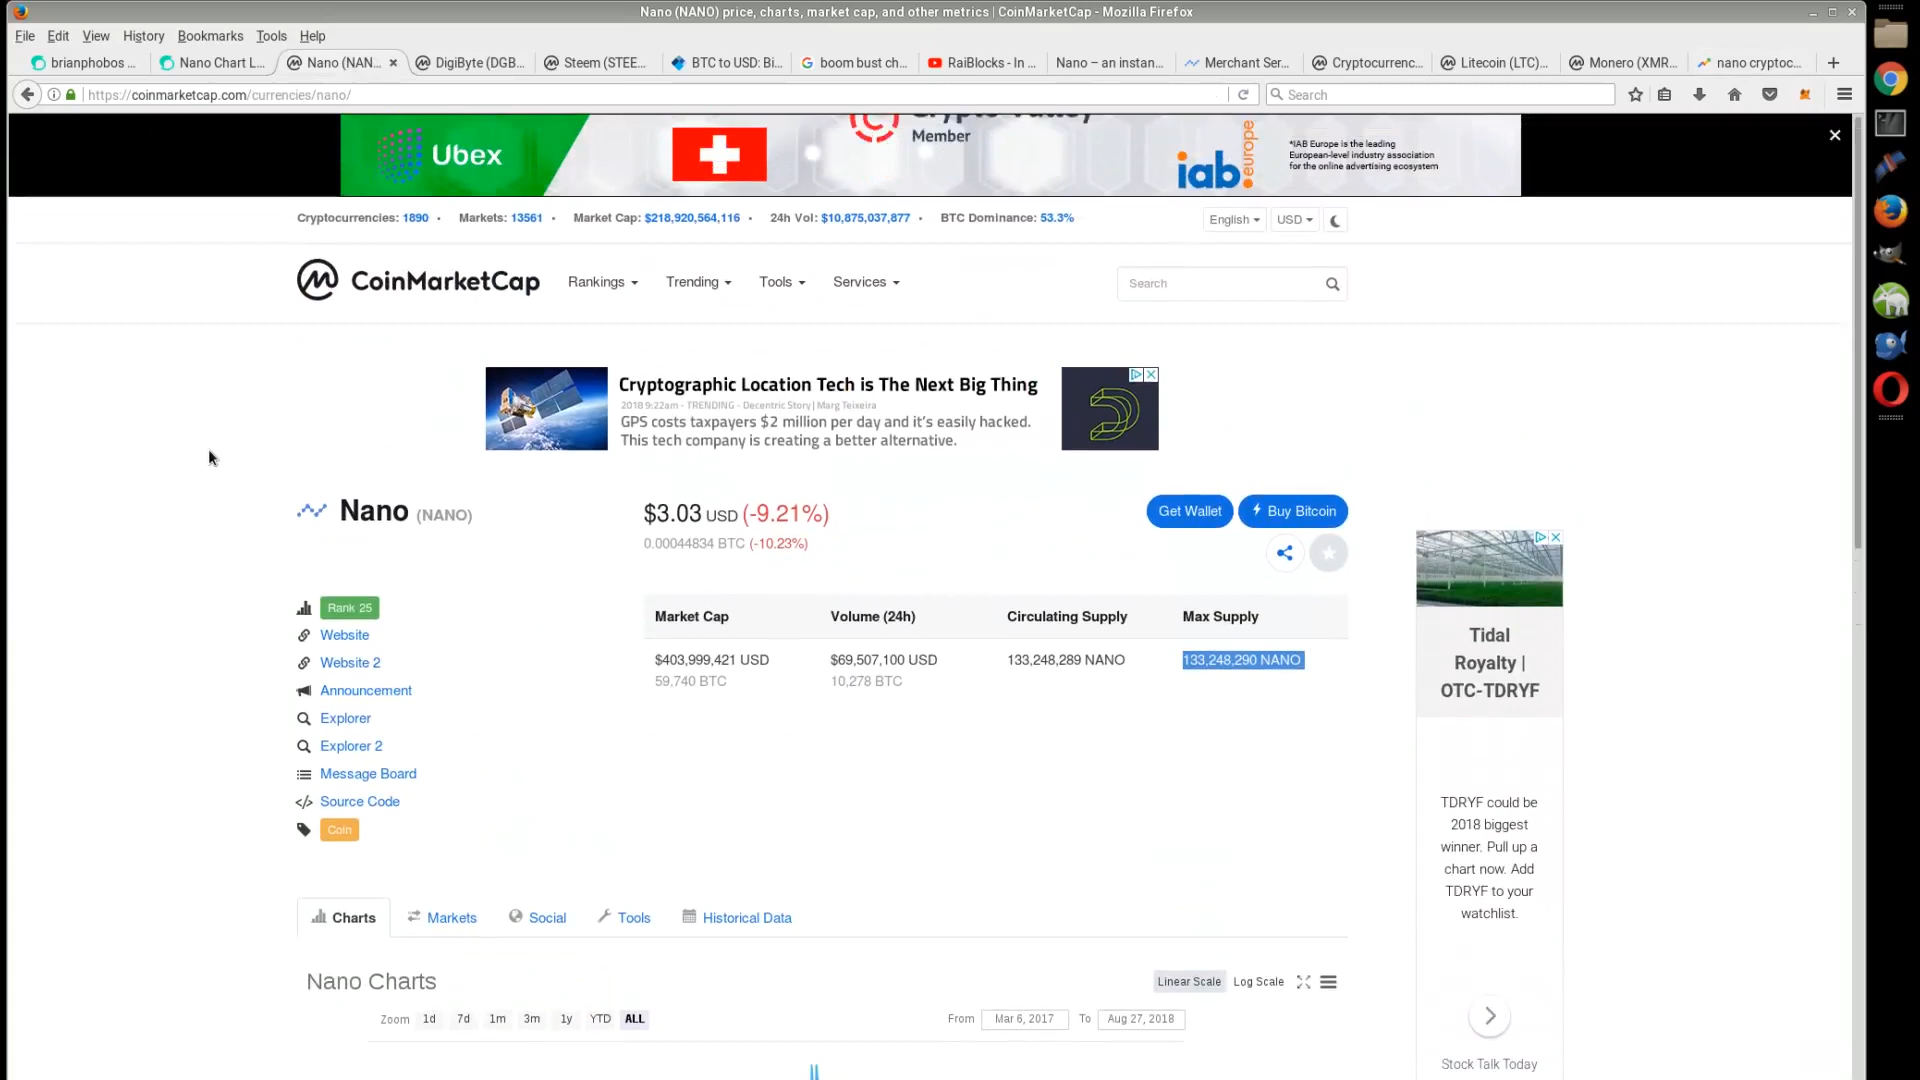 Nano (NANO) price, charts, market cap, and other metrics | CoinMarketCap - Mozilla Firefox
File Edit View History Bookmarks Tools Help
brianphobos ... Nano Chart L... Nano (NAN... DigiByte (DGB... Steem (STEE... BTC to USD: Bi... boom bust ch... RaiBlocks - In ... Nano – an instan... Merchant Ser... Cryptocurrenc... Litecoin (LTC)... Monero (XMR... nano cryptoc...
https://coinmarketcap.com/currencies/nano/ Search
Ubex
Member
iab.europe
*IAB Europe is the leading
European-level industry association
for the online advertising ecosystem
Cryptocurrencies: 1890 • Markets: 13561 • Market Cap: $218,920,564,116 • 24h Vol: $10,875,037,877 • BTC Dominance: 53.3%
English USD
CoinMarketCap Rankings Trending Tools Services Search
Cryptographic Location Tech is The Next Big Thing
2018 9:22am - TRENDING - Decentric Story | Marg Teixeira
GPS costs taxpayers $2 million per day and it's easily hacked.
This tech company is creating a better alternative.
Nano (NANO)
$3.03 USD (-9.21%)
0.00044834 BTC (-10.23%)
Get Wallet Buy Bitcoin
Rank 25
Website
Website 2
Announcement
Explorer
Explorer 2
Message Board
Source Code
Coin
Market Cap Volume (24h) Circulating Supply Max Supply
$403,999,421 USD $69,507,100 USD 133,248,289 NANO 133,248,290 NANO
59,740 BTC 10,278 BTC
Tidal
Royalty |
OTC-TDRYF
TDRYF could be
2018 biggest
winner. Pull up a
chart now. Add
TDRYF to your
watchlist.
Stock Talk Today
Charts Markets Social Tools Historical Data
Nano Charts
Linear Scale Log Scale
Zoom 1d 7d 1m 3m 1y YTD ALL
From Mar 6, 2017 To Aug 27, 2018